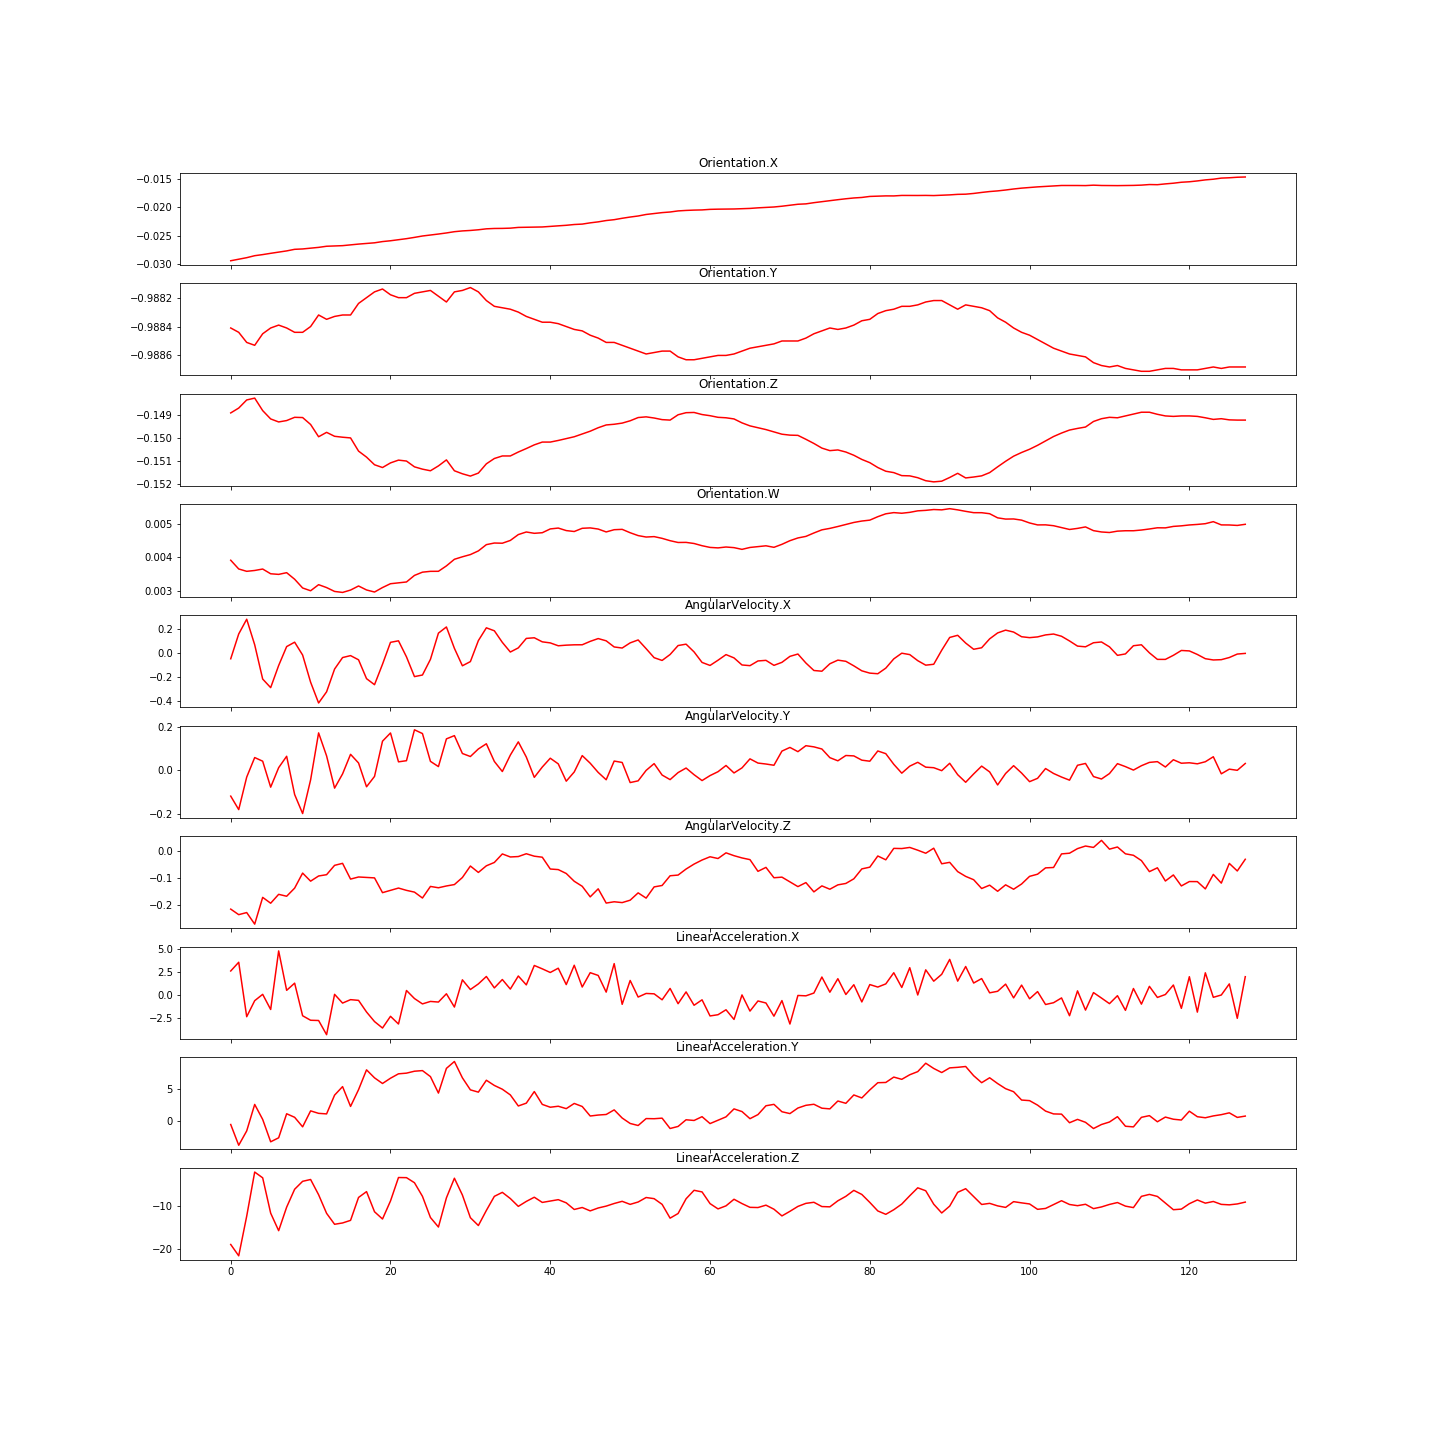 Orientation.X
−0.015
−0.020
−0.025
−0.030
Orientation.Y
−0.9882
−0.9884
−0.9886
Orientation.Z
−0.149
−0.150
−0.151
−0.152
Orientation.W
0.005
0.004
0.003
AngularVelocity.X
0.2
0.0
−0.2
−0.4
AngularVelocity.Y
0.2
0.0
−0.2
AngularVelocity.Z
0.0
−0.1
−0.2
LinearAcceleration.X
5.0
2.5
0.0
−2.5
LinearAcceleration.Y
5
0
LinearAcceleration.Z
−10
−20
0 20 40 60 80 100 120